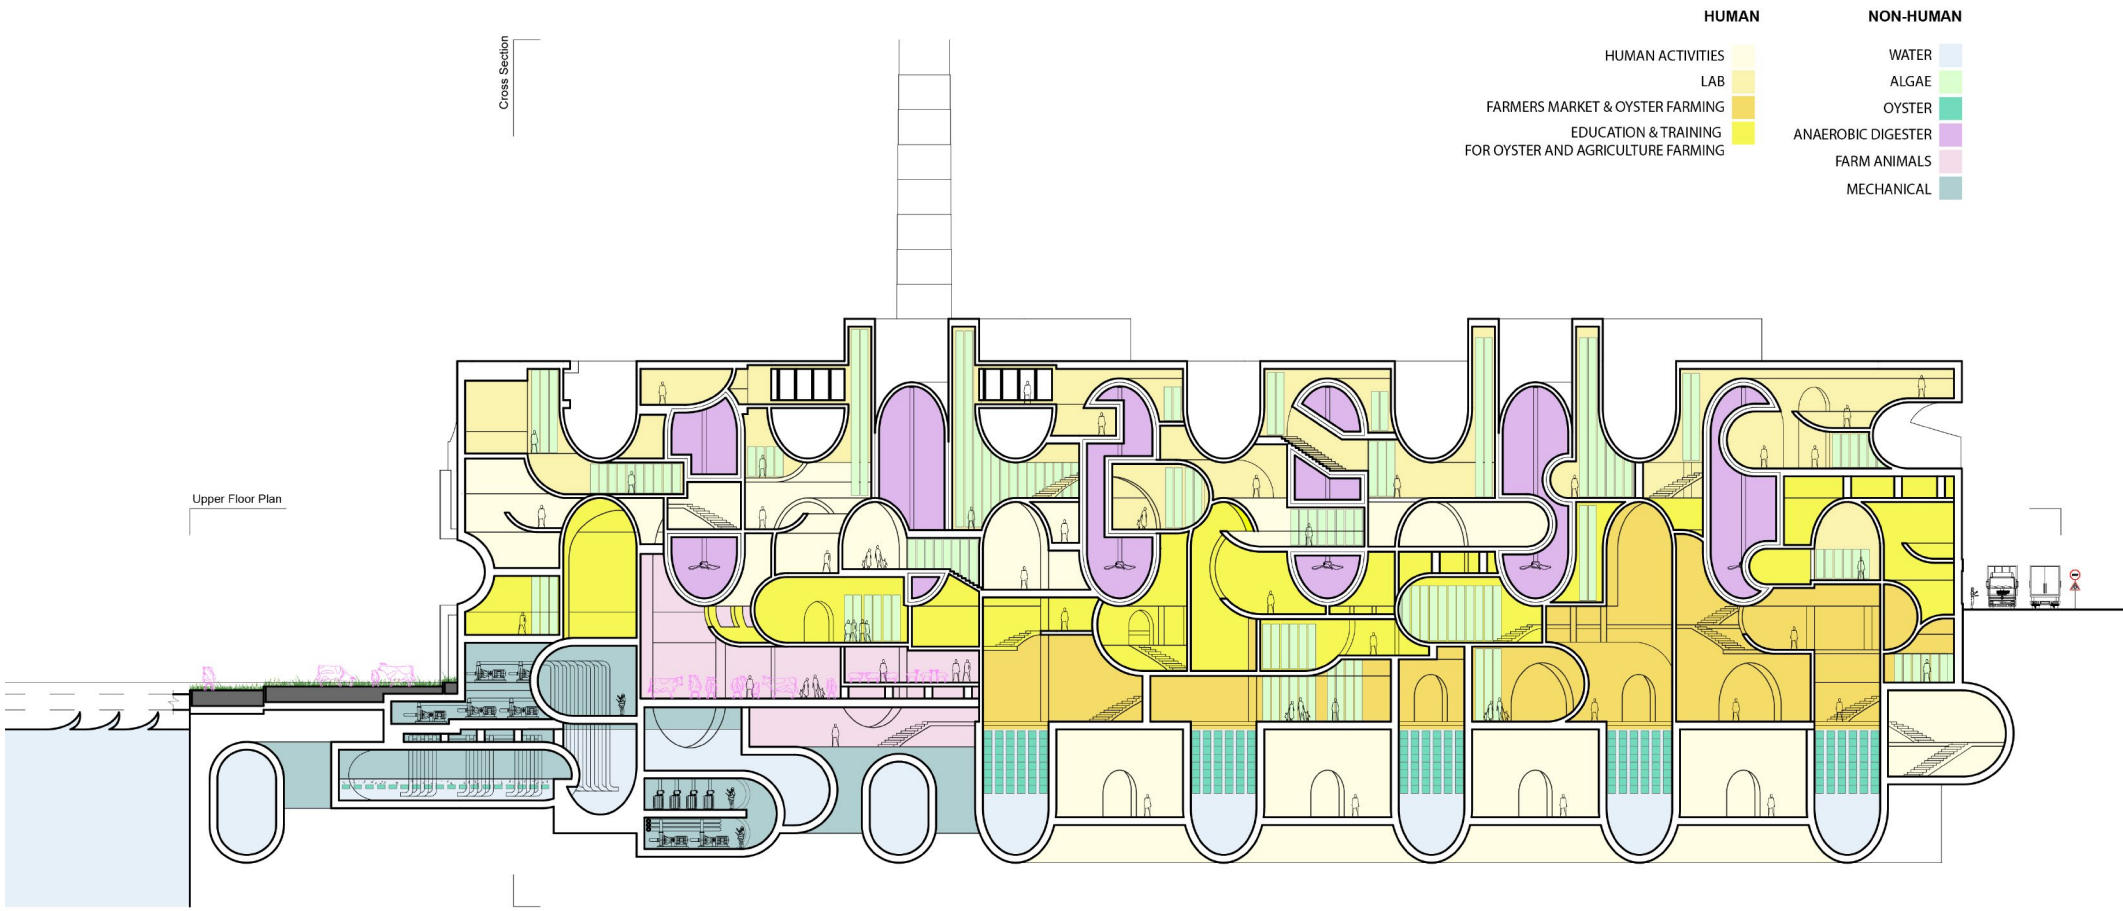 HUMAN
HUMAN ACTIVITIES
LAB
FARMERS MARKET & OYSTER FARMING
EDUCATION & TRAINING
FOR OYSTER AND AGRICULTURE FARMING
NON-HUMAN
WATER
ALGAE
OYSTER
ANAEROBIC DIGESTER
FARM ANIMALS
MECHANICAL
Cross Section
Upper Floor Plan